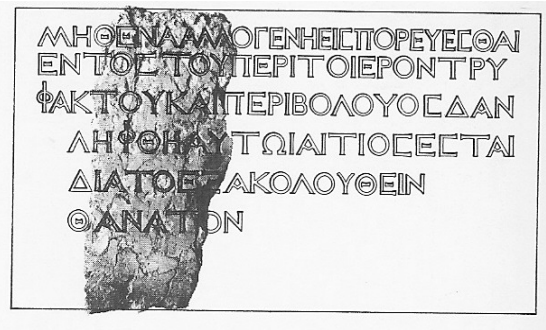 ΜΗΘΕΝΑΑΛΛΟΓΕΝΗΕΙΣΠΟΡΕΥΕΣΘΑΙ
ΕΝΤΟΣΤΟΥΠΕΡΙΤΟΙΕΡΟΝΤΡΥ
ΦΑΚΤΟΥΚΑΙΠΕΡΙΒΟΛΟΥΟΣΔΑΝ
ΛΗΦΘΗΑΥΤΩΙΑΙΤΙΟΣΕΣΤΑΙ
ΔΙΑΤΟΕΞΑΚΟΛΟΥΘΕΙΝ
ΘΑΝΑΤΟΝ